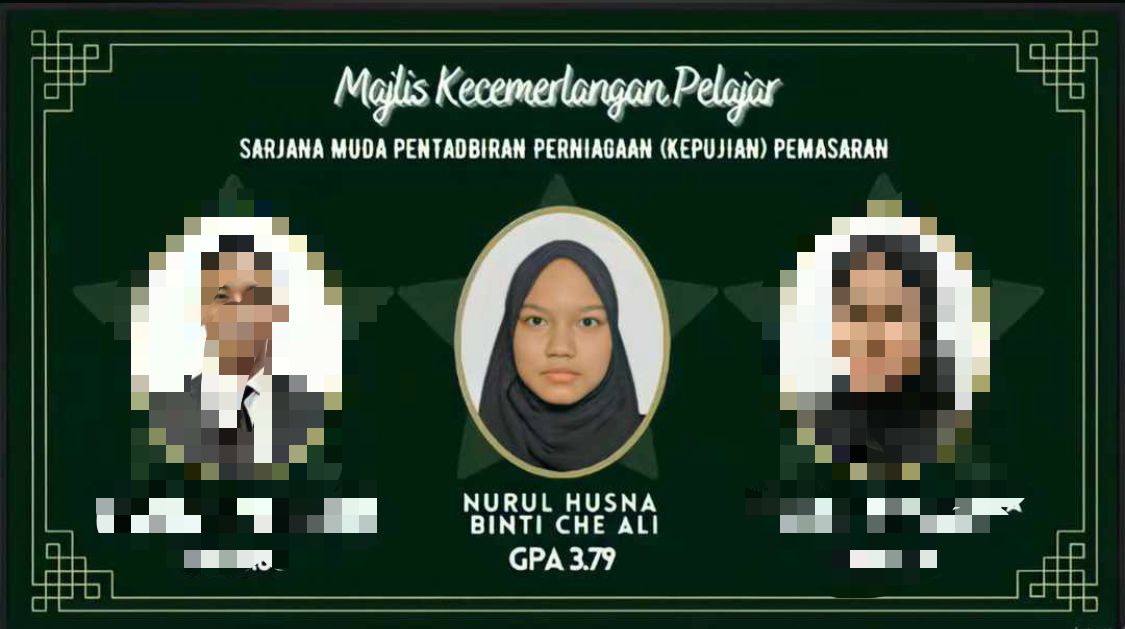 Majlis Kecemerlangan Pelajar
SARJANA MUDA PENTADBIRAN PERNIAGAAN (KEPUJIAN) PEMASARAN
NURUL HUSNA
BINTI CHE ALI
GPA 3.79